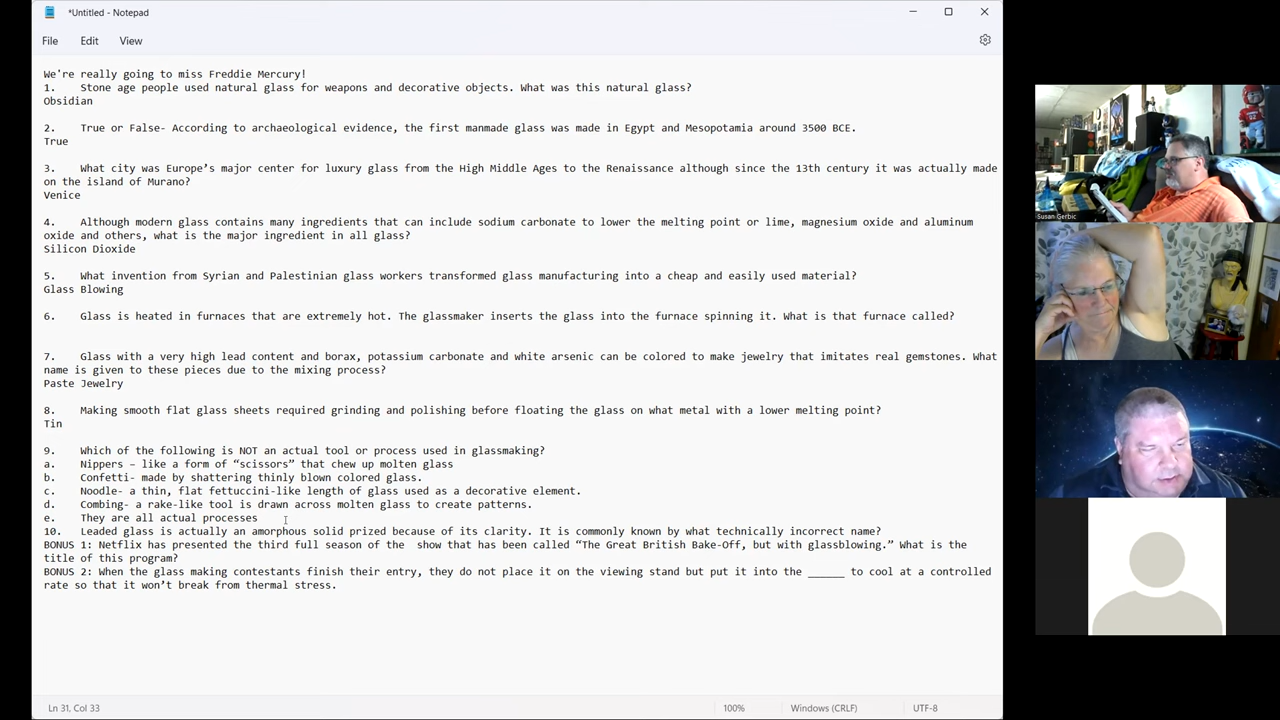 *Untitled - Notepad
File Edit View
We're really going to miss Freddie Mercury!
1. Stone age people used natural glass for weapons and decorative objects. What was this natural glass?
Obsidian
2. True or False- According to archaeological evidence, the first manmade glass was made in Egypt and Mesopotamia around 3500 BCE.
True
3. What city was Europe’s major center for luxury glass from the High Middle Ages to the Renaissance although since the 13th century it was actually made
on the island of Murano?
Venice
4. Although modern glass contains many ingredients that can include sodium carbonate to lower the melting point or lime, magnesium oxide and aluminum
oxide and others, what is the major ingredient in all glass?
Silicon Dioxide
5. What invention from Syrian and Palestinian glass workers transformed glass manufacturing into a cheap and easily used material?
Glass Blowing
6. Glass is heated in furnaces that are extremely hot. The glassmaker inserts the glass into the furnace spinning it. What is that furnace called?
7. Glass with a very high lead content and borax, potassium carbonate and white arsenic can be colored to make jewelry that imitates real gemstones. What
name is given to these pieces due to the mixing process?
Paste Jewelry
8. Making smooth flat glass sheets required grinding and polishing before floating the glass on what metal with a lower melting point?
Tin
9. Which of the following is NOT an actual tool or process used in glassmaking?
a. Nippers – like a form of “scissors” that chew up molten glass
b. Confetti- made by shattering thinly blown colored glass.
c. Noodle- a thin, flat fettuccini-like length of glass used as a decorative element.
d. Combing- a rake-like tool is drawn across molten glass to create patterns.
e. They are all actual processes
10. Leaded glass is actually an amorphous solid prized because of its clarity. It is commonly known by what technically incorrect name?
BONUS 1: Netflix has presented the third full season of the  show that has been called “The Great British Bake-Off, but with glassblowing.” What is the
title of this program?
BONUS 2: When the glass making contestants finish their entry, they do not place it on the viewing stand but put it into the ______ to cool at a controlled
rate so that it won’t break from thermal stress.
Ln 31, Col 33
100%
Windows (CRLF)
UTF-8
Susan Gerbic